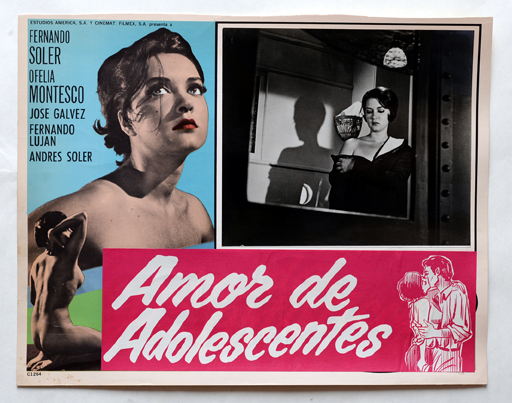 ESTUDIOS AMERICA, S.A. Y CINEMAT. FILMEX, S.A. presenta a
FERNANDO
SOLER
OFELIA
MONTESCO
JOSE GALVEZ
FERNANDO
LUJAN
ANDRES SOLER
Amor de
Adolescentes
C1264